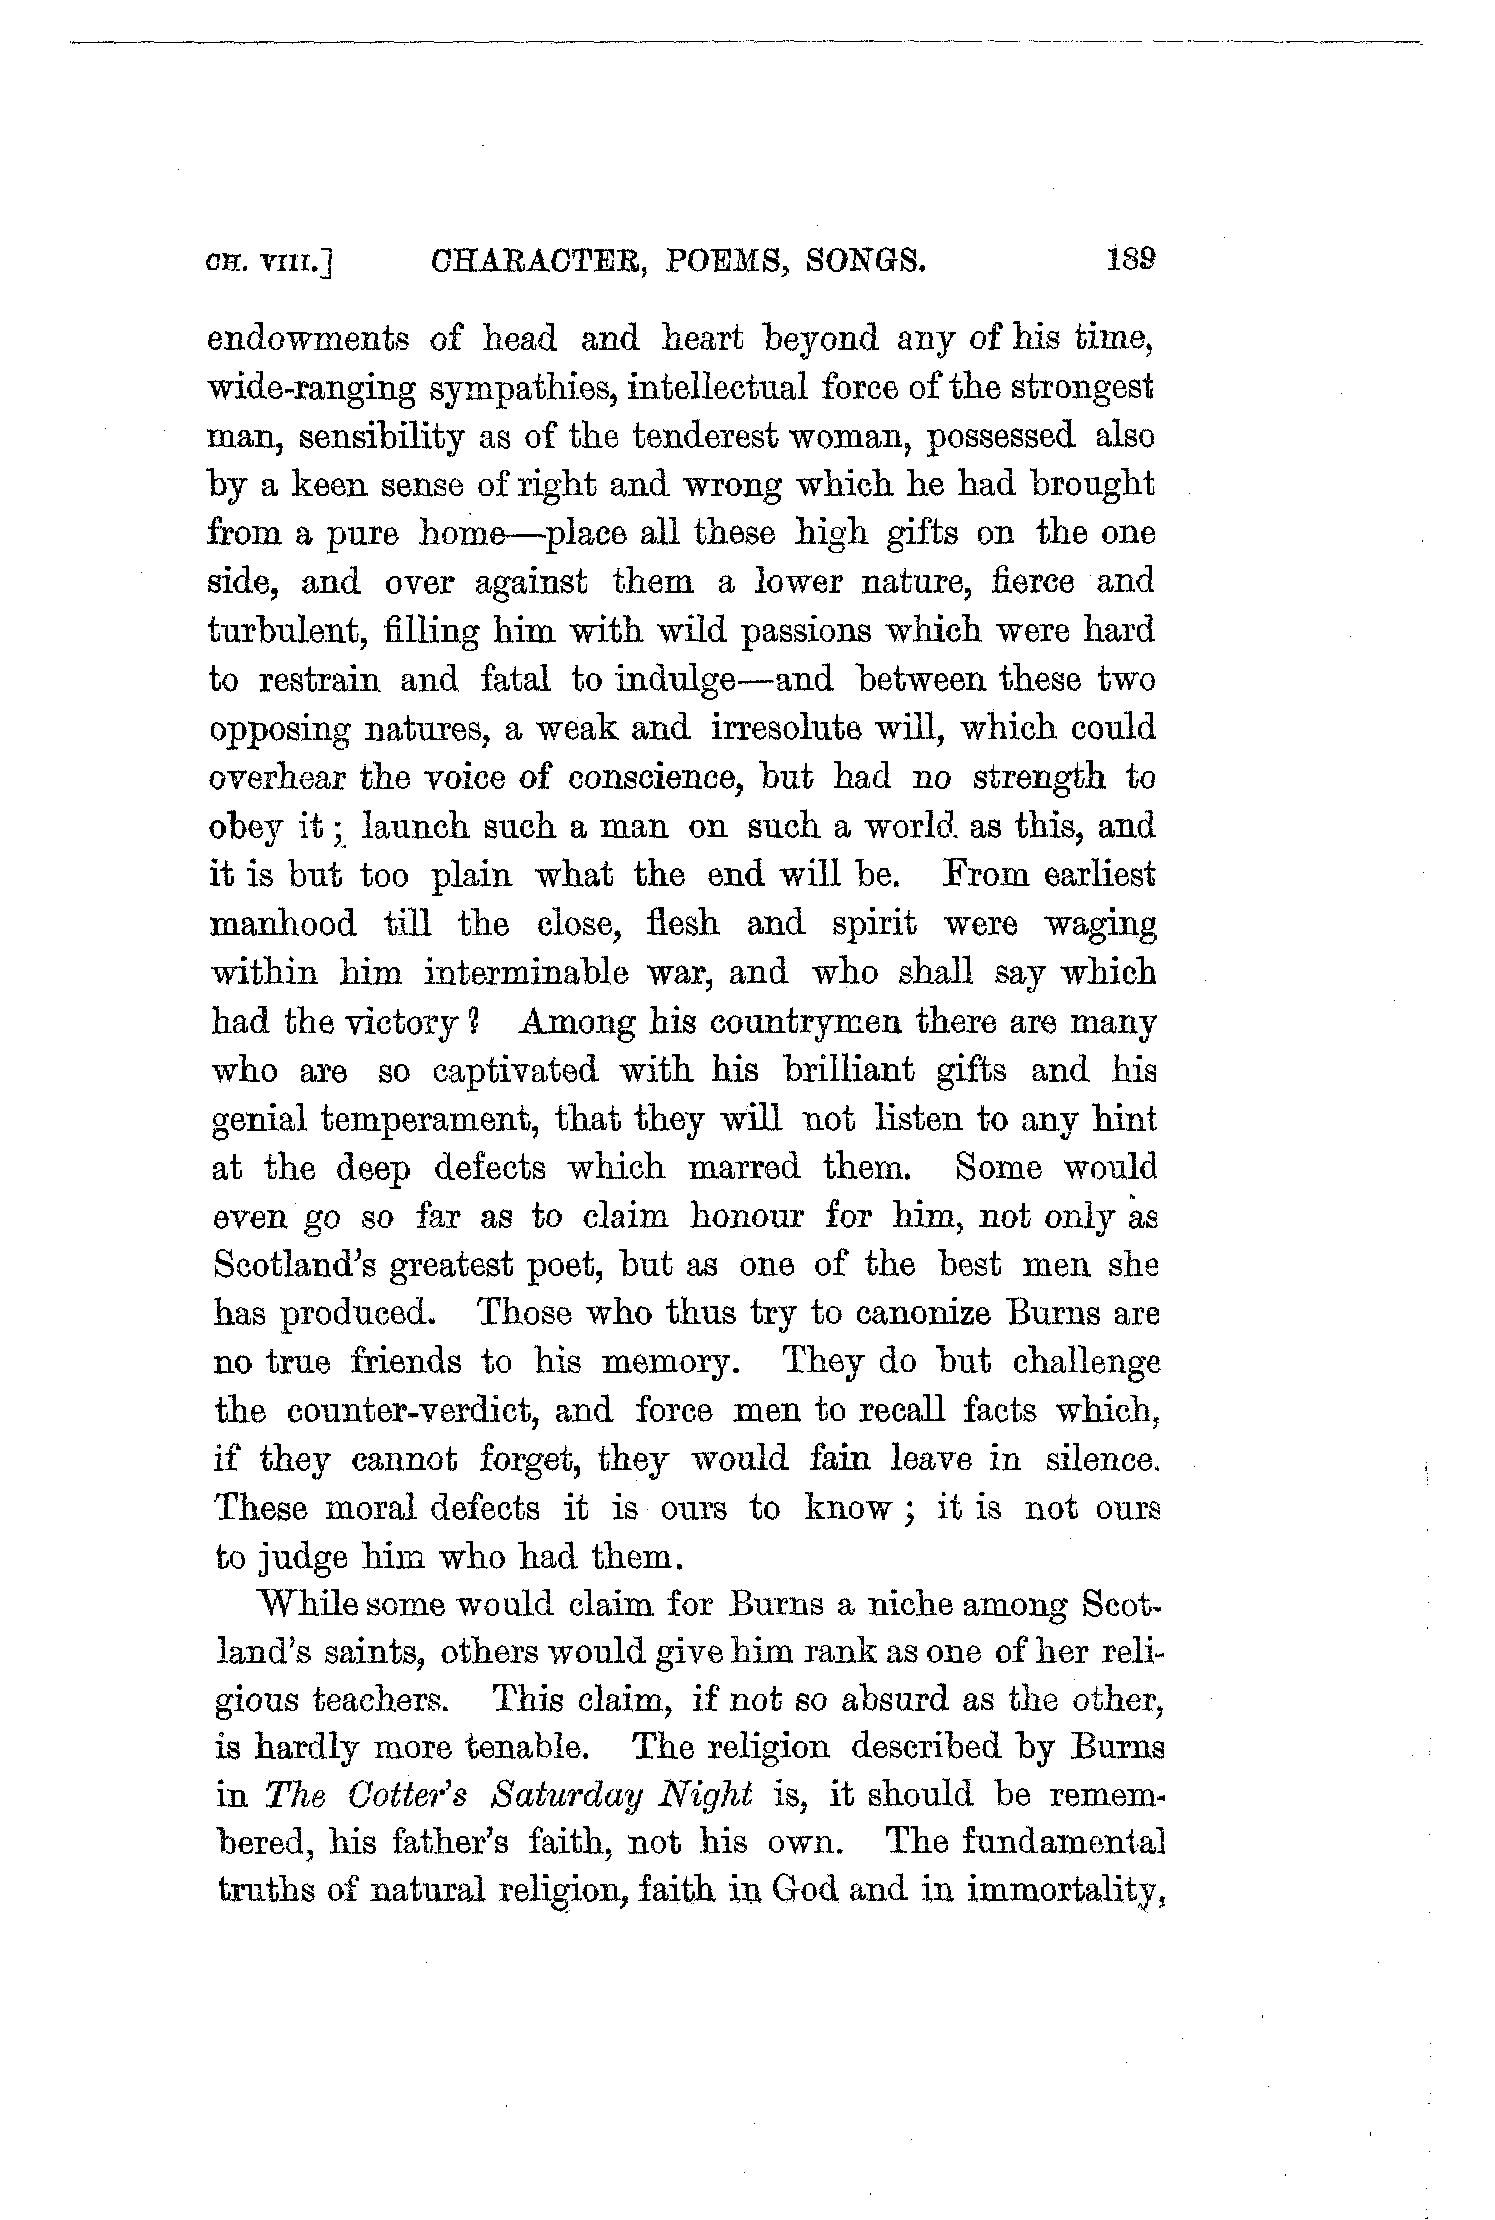 CH. VIII.] CHARACTER, POEMS, SONGS. 189
endowments of head and heart beyond any of his time,
wide-ranging sympathies, intellectual force of the strongest
man, sensibility as of the tenderest woman, possessed also
by a keen sense of right and wrong which he had brought
from a pure home—place all these high gifts on the one
side, and over against them a lower nature, fierce and
turbulent, filling him with wild passions which were hard
to restrain and fatal to indulge—and between these two
opposing natures, a weak and irresolute will, which could
overhear the voice of conscience, but had no strength to
obey it; launch such a man on such a world as this, and
it is but too plain what the end will be. From earliest
manhood till the close, flesh and spirit were waging
within him interminable war, and who shall say which
had the victory? Among his countrymen there are many
who are so captivated with his brilliant gifts and his
genial temperament, that they will not listen to any hint
at the deep defects which marred them. Some would
even go so far as to claim honour for him, not only as
Scotland's greatest poet, but as one of the best men she
has produced. Those who thus try to canonize Burns are
no true friends to his memory. They do but challenge
the counter-verdict, and force men to recall facts which,
if they cannot forget, they would fain leave in silence.
These moral defects it is ours to know; it is not ours
to judge him who had them.
While some would claim for Burns a niche among Scot-
land's saints, others would give him rank as one of her reli-
gious teachers. This claim, if not so absurd as the other,
is hardly more tenable. The religion described by Burns
in The Cotter's Saturday Night is, it should be remem-
bered, his father's faith, not his own. The fundamental
truths of natural religion, faith in God and in immortality,